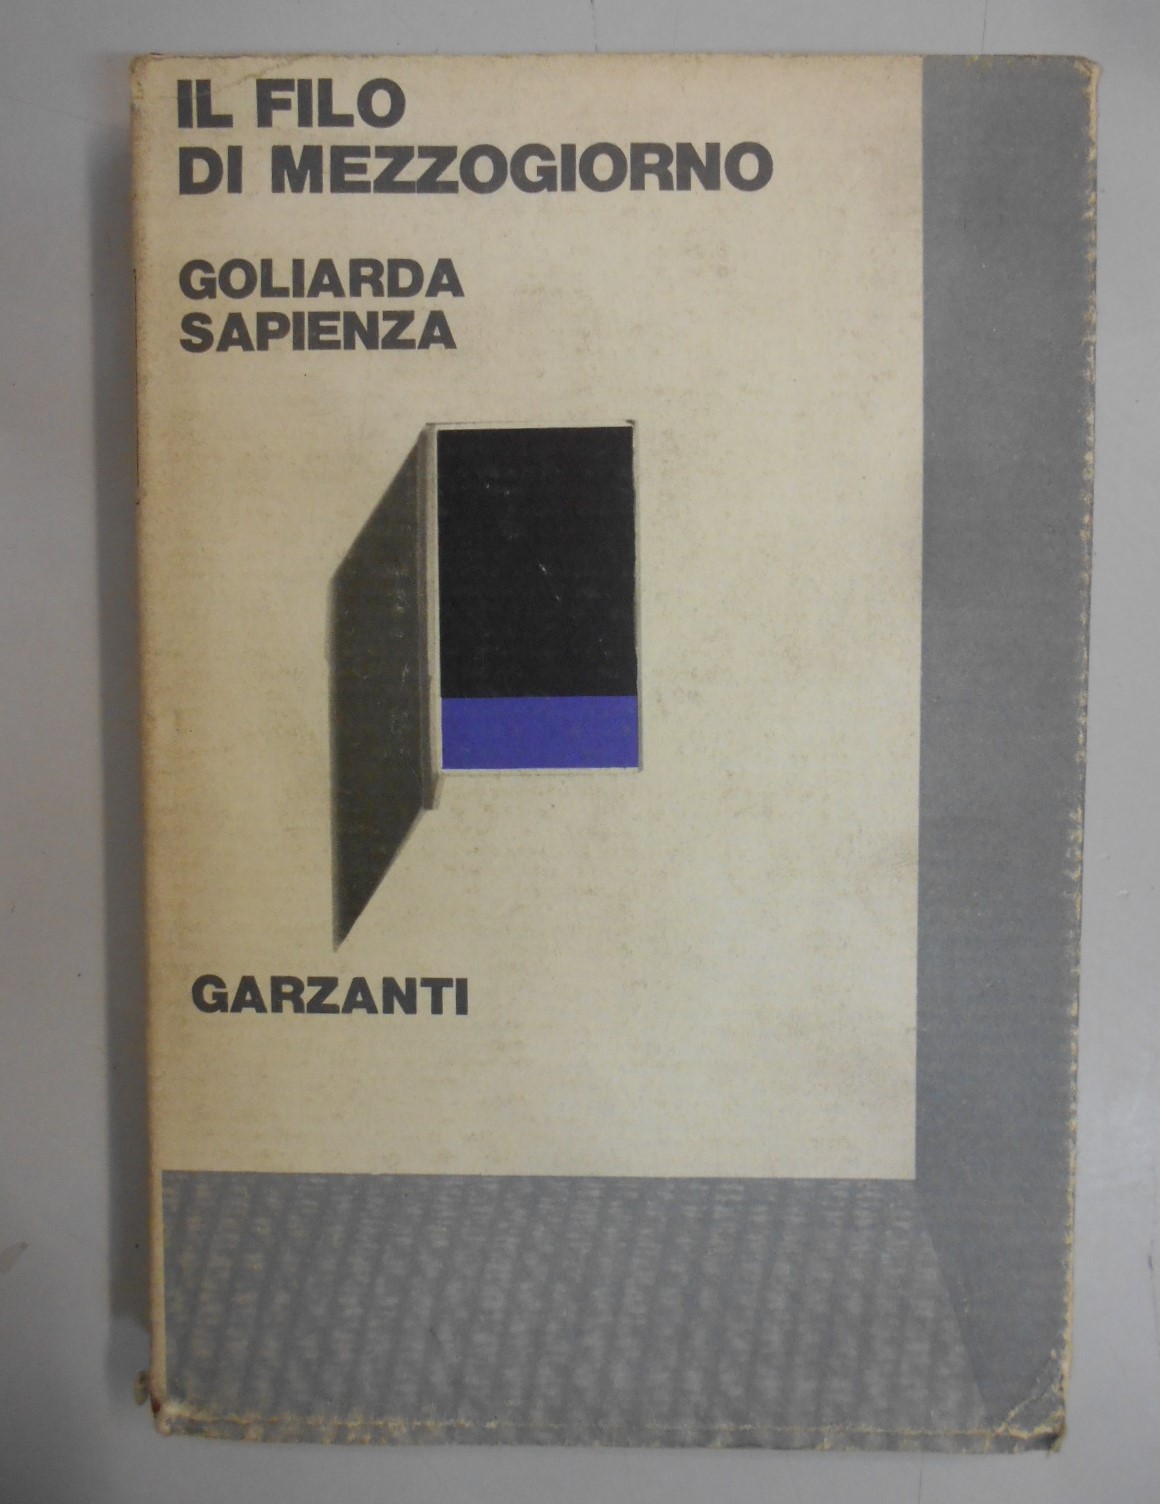 IL FILO
DI MEZZOGIORNO
GOLIARDA
SAPIENZA
GARZANTI